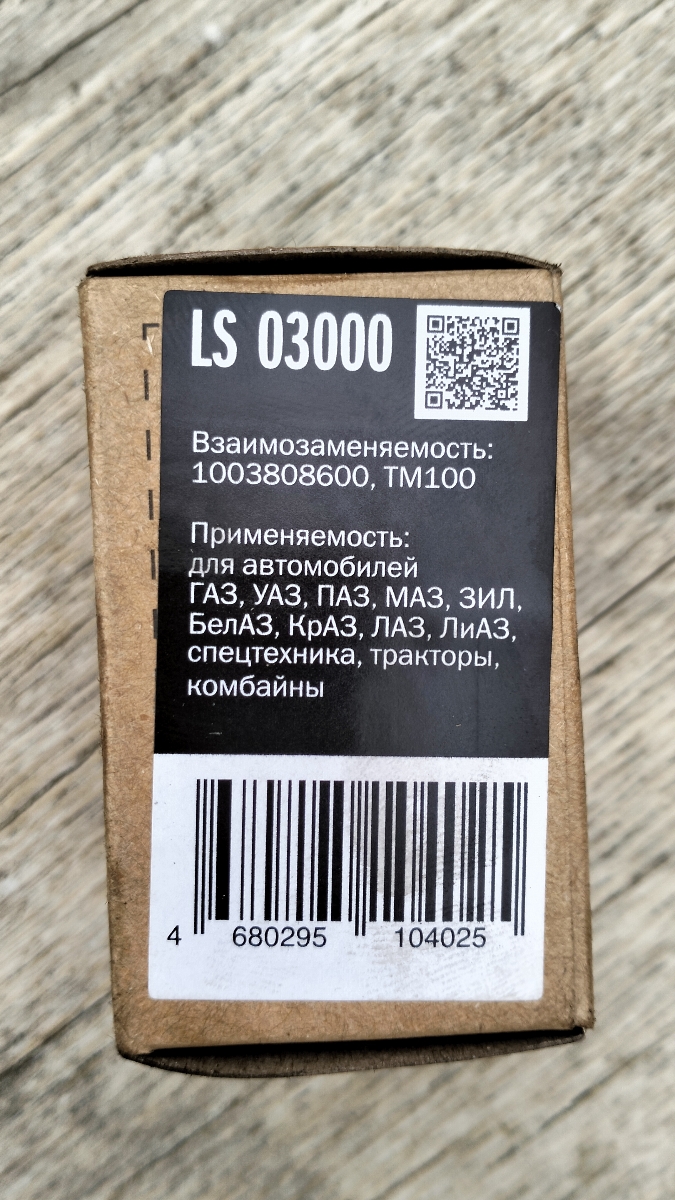 LS 03000
Взаимозаменяемость:
1003808600, ТМ100
Применяемость:
для автомобилей
ГАЗ, УАЗ, ПАЗ, МАЗ, ЗИЛ,
БелАЗ, КрАЗ, ЛАЗ, ЛиАЗ,
спецтехника, тракторы,
комбайны
4 680295 104025